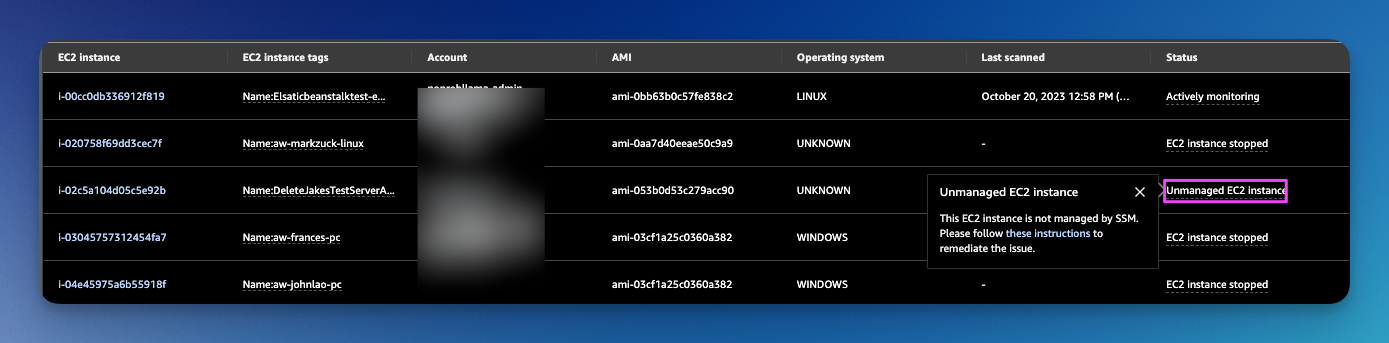 EC2 instance EC2 instance tags Account AMI Operating system Last scanned Status
i-00cc0db336912f819 Name:Elsaticbeanstalktest-e... ami-0bb63b0c57fe838c2 LINUX October 20, 2023 12:58 PM (... Actively monitoring
i-020758f69dd3cec7f Name:aw-markzuck-linux ami-0aa7d40eeae50c9a9 UNKNOWN - EC2 instance stopped
i-02c5a104d05c5e92b Name:DeleteJakesTestServerA... ami-053b0d53c279acc90 UNKNOWN Unmanaged EC2 instance
Unmanaged EC2 instance
This EC2 instance is not managed by SSM.
Please follow these instructions to
remediate the issue.
i-03045757312454fa7 Name:aw-frances-pc ami-03cf1a25c0360a382 WINDOWS EC2 instance stopped
i-04e45975a6b55918f Name:aw-johnlao-pc ami-03cf1a25c0360a382 WINDOWS - EC2 instance stopped